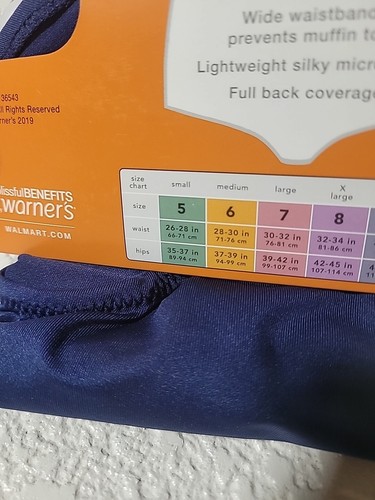 Wide waistband
prevents muffin to
Lightweight silky micr
Full back coverage
36543
ll Rights Reserved
rner's 2019
lissfulBENEFITS
warner's
WALMART.COM
size chart small medium large X large
size 5 6 7 8
waist 26-28 in 28-30 in 30-32 in 32-34 in
66-71 cm 71-76 cm 76-81 cm 81-86 cm
hips 35-37 in 37-39 in 39-42 in 42-45 in
89-94 cm 94-99 cm 99-107 cm 107-114 cm